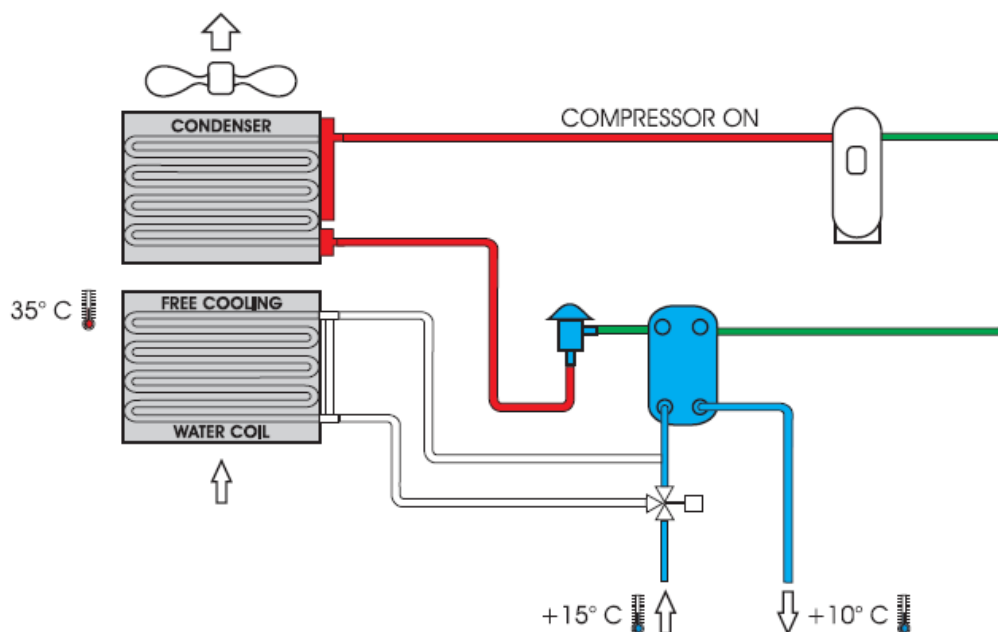 CONDENSER
COMPRESSOR ON
35° C
FREE COOLING
WATER COIL
+15° C
+10° C